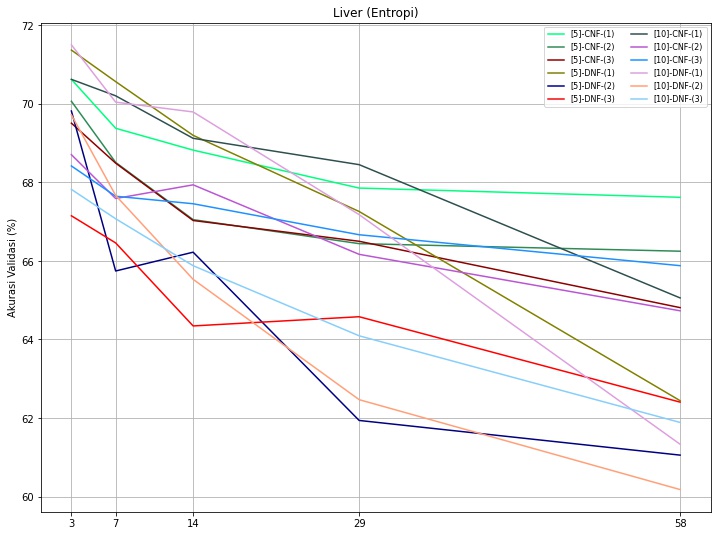 Liver (Entropi)
72
70
68
66
64
62
60
Akurasi Validasi (%)
3 7 14 29 58
[5]-CNF-(1) [10]-CNF-(1)
[5]-CNF-(2) [10]-CNF-(2)
[5]-CNF-(3) [10]-CNF-(3)
[5]-DNF-(1) [10]-DNF-(1)
[5]-DNF-(2) [10]-DNF-(2)
[5]-DNF-(3) [10]-DNF-(3)